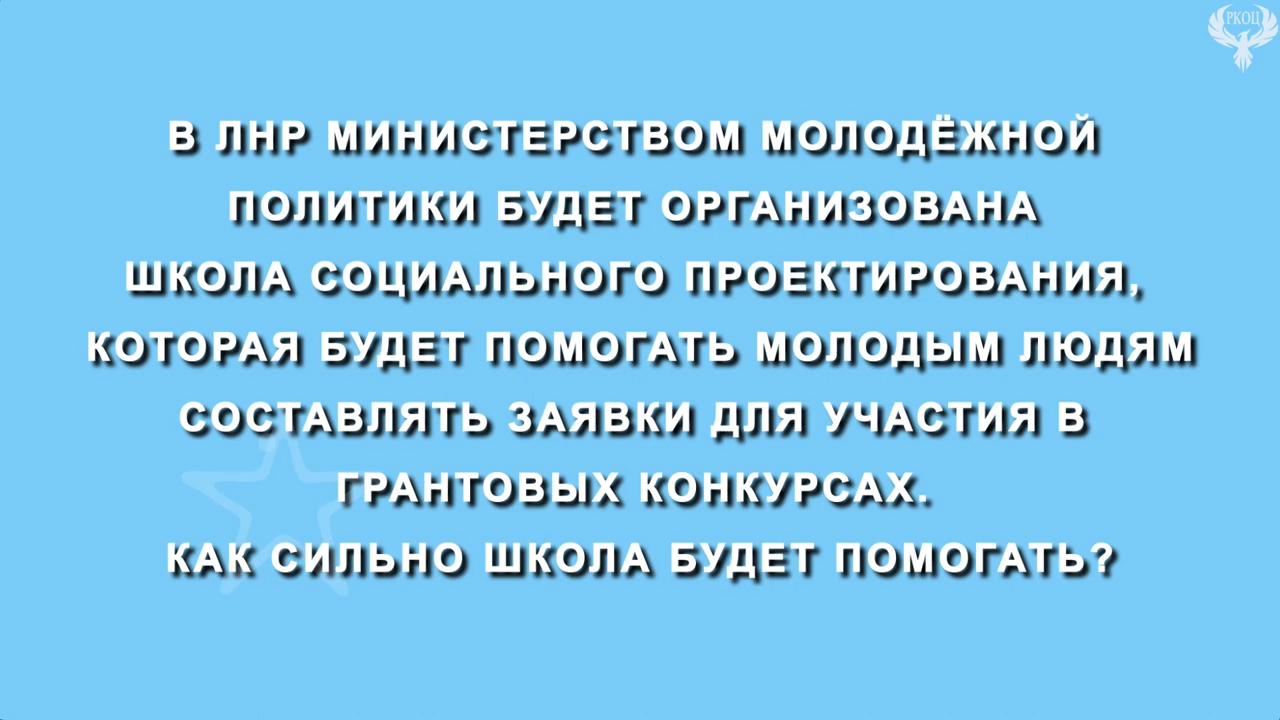 РКОЦ
В ЛНР МИНИСТЕРСТВОМ МОЛОДЁЖНОЙ
ПОЛИТИКИ БУДЕТ ОРГАНИЗОВАНА
ШКОЛА СОЦИАЛЬНОГО ПРОЕКТИРОВАНИЯ,
КОТОРАЯ БУДЕТ ПОМОГАТЬ МОЛОДЫМ ЛЮДЯМ
СОСТАВЛЯТЬ ЗАЯВКИ ДЛЯ УЧАСТИЯ В
ГРАНТОВЫХ КОНКУРСАХ.
КАК СИЛЬНО ШКОЛА БУДЕТ ПОМОГАТЬ?